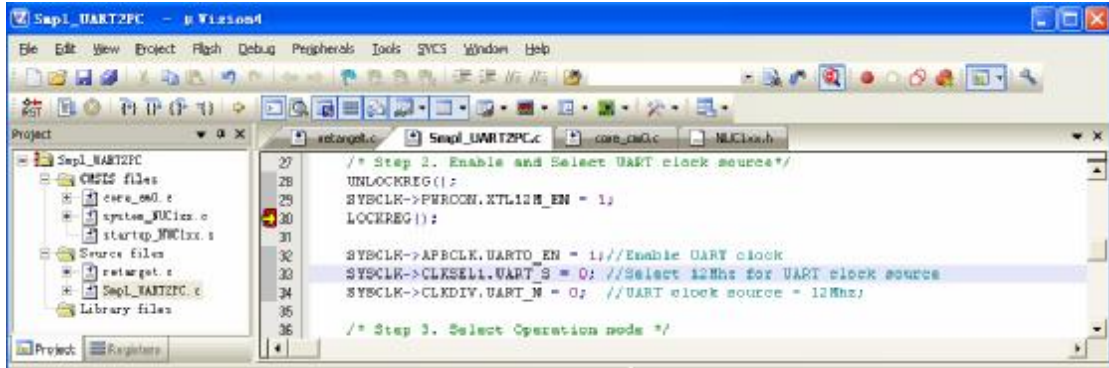 Smpl_UART2PC - µVision4
File Edit View Project Flash Debug Peripherals Tools SVCS Window Help
Project
retarget.c Smpl_UART2PC.c core_cm0.c NUC1xx.h
Smpl_UART2PC
CMSIS files
core_cm0.c
system_NUC1xx.c
startup_NUC1xx.s
Source files
retarget.c
Smpl_UART2PC.c
Library files
Project Registers
27 /* Step 2. Enable and Select UART clock source*/
28 UNLOCKREG();
29 SYSCLK->PWRCON.XTL12M_EN = 1;
30 LOCKREG();
31
32 SYSCLK->APBCLK.UART0_EN = 1;//Enable UART clock
33 SYSCLK->CLKSEL1.UART_S = 0; //Select 12Mhz for UART clock source
34 SYSCLK->CLKDIV.UART_N = 0; //UART clock source = 12Mhz;
35
36 /* Step 3. Select Operation mode */